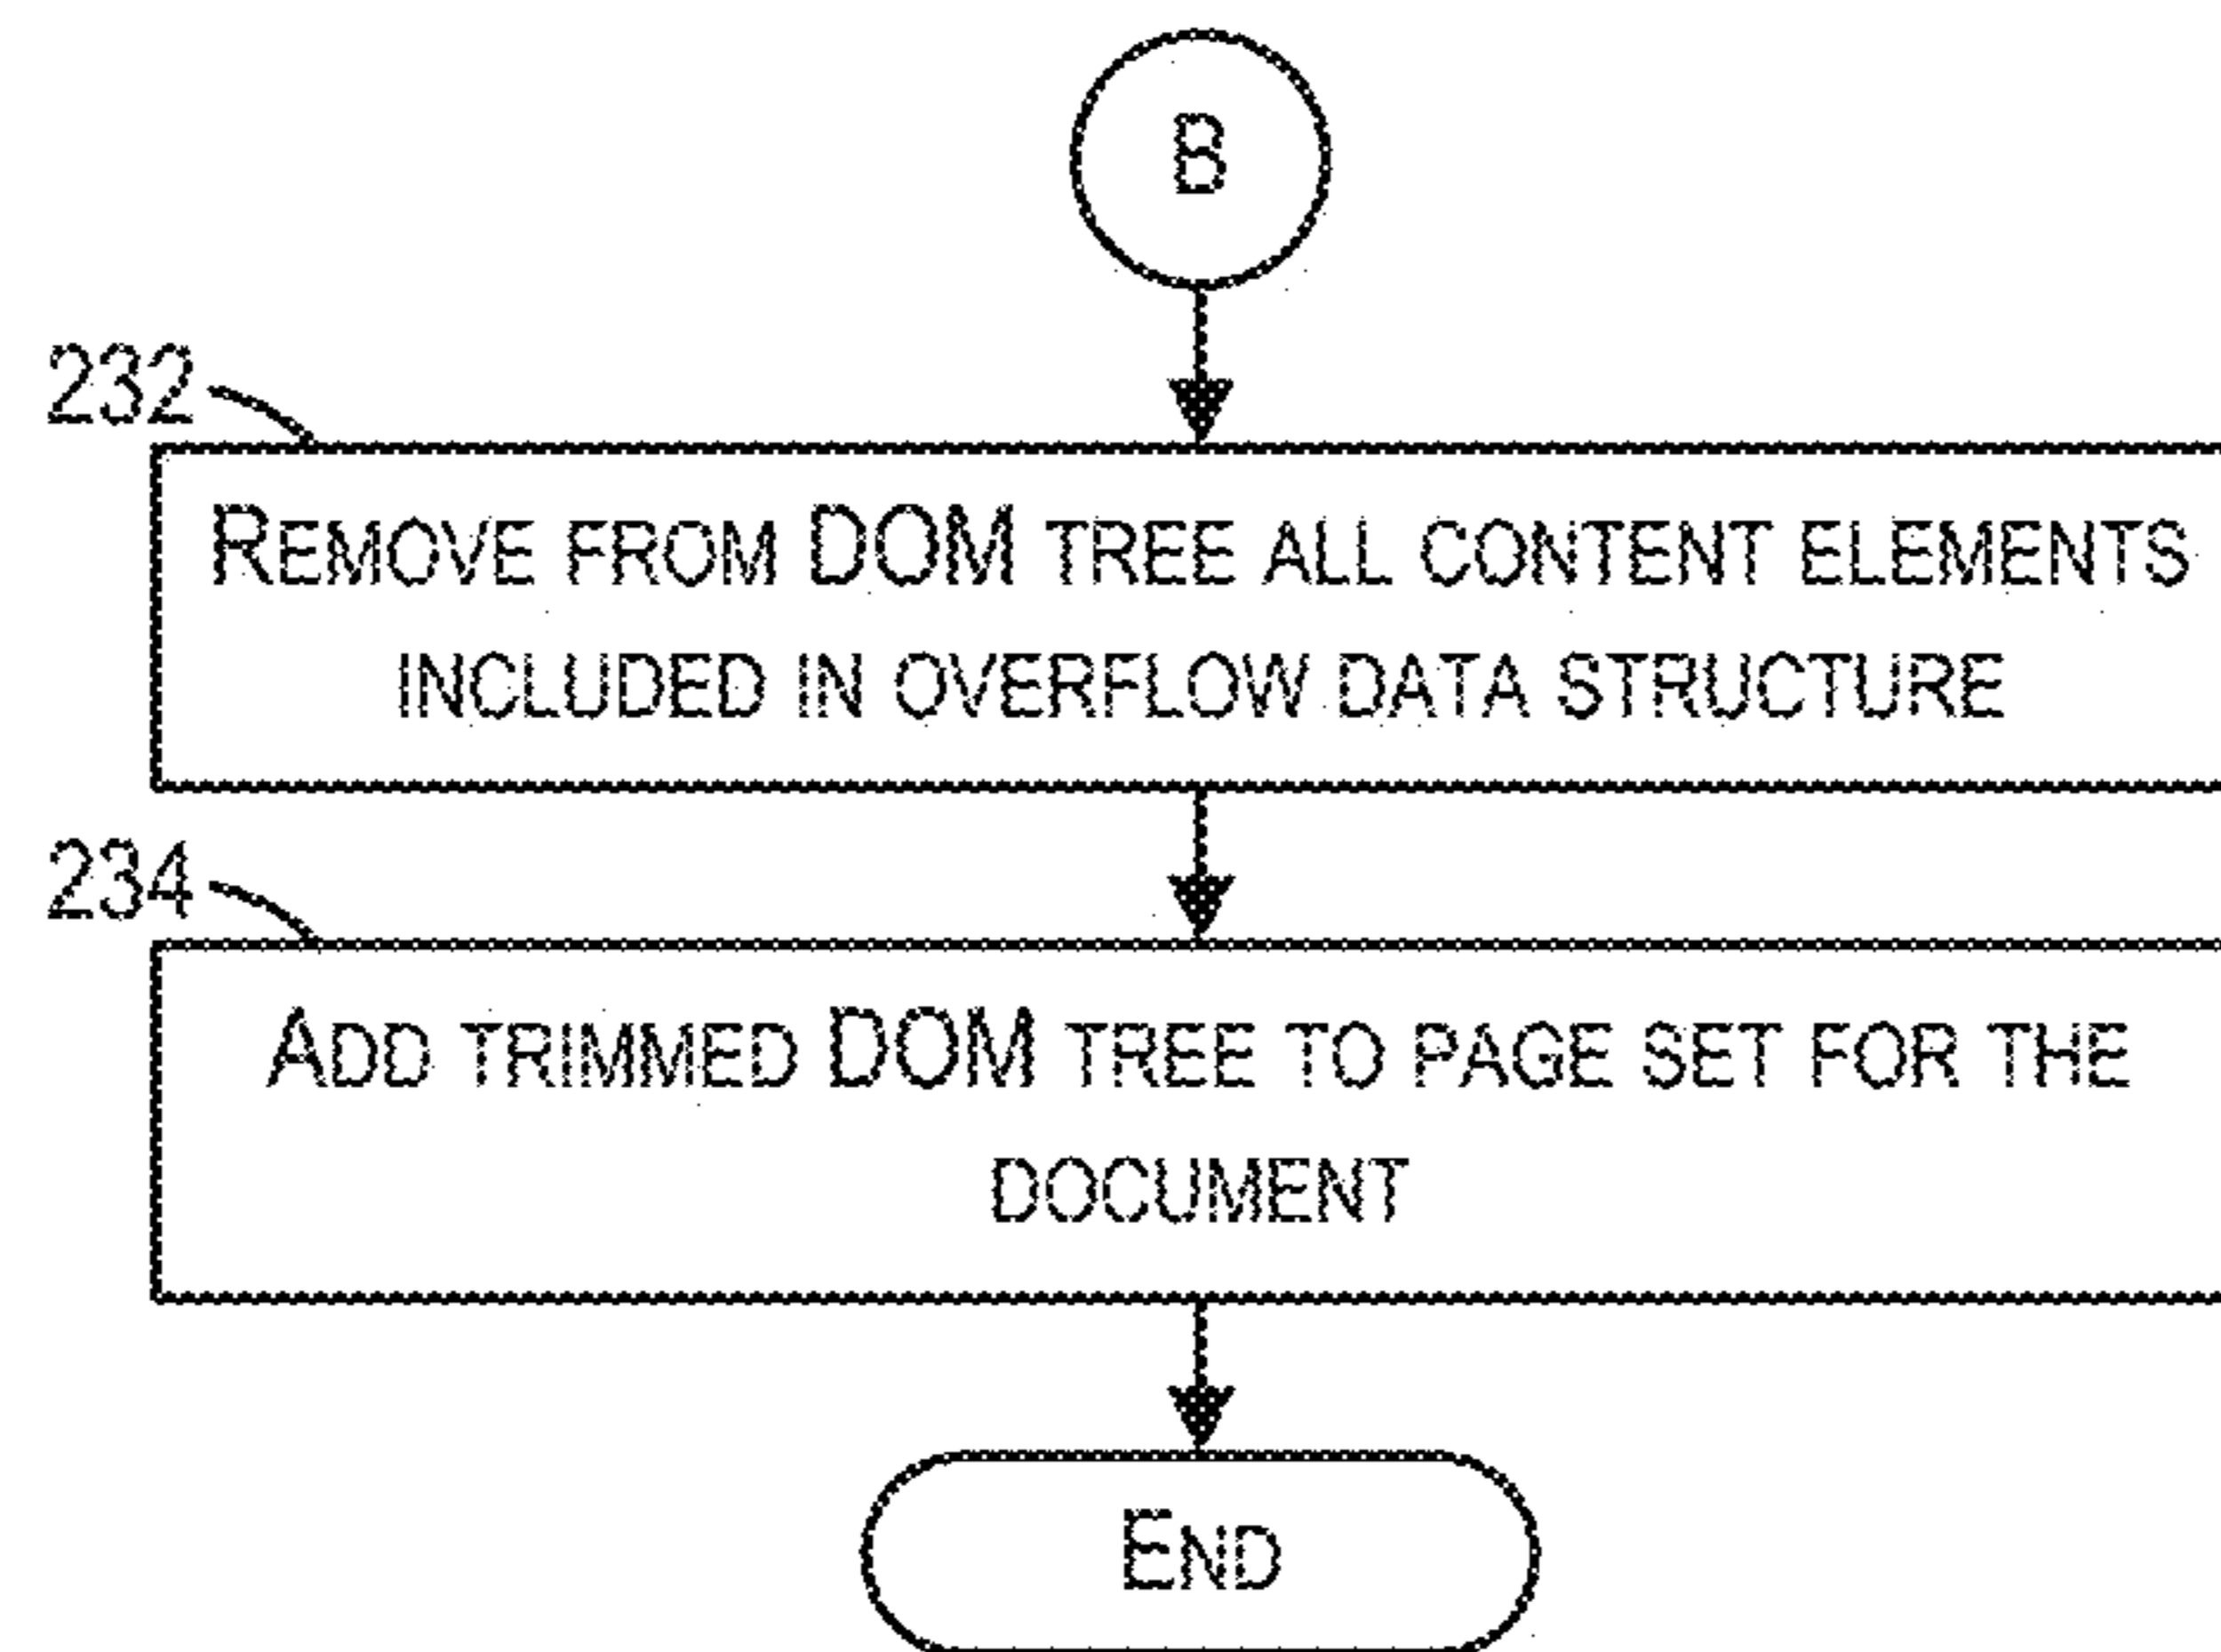 B
232
REMOVE FROM DOM TREE ALL CONTENT ELEMENTS
INCLUDED IN OVERFLOW DATA STRUCTURE
234
ADD TRIMMED DOM TREE TO PAGE SET FOR THE
DOCUMENT
END